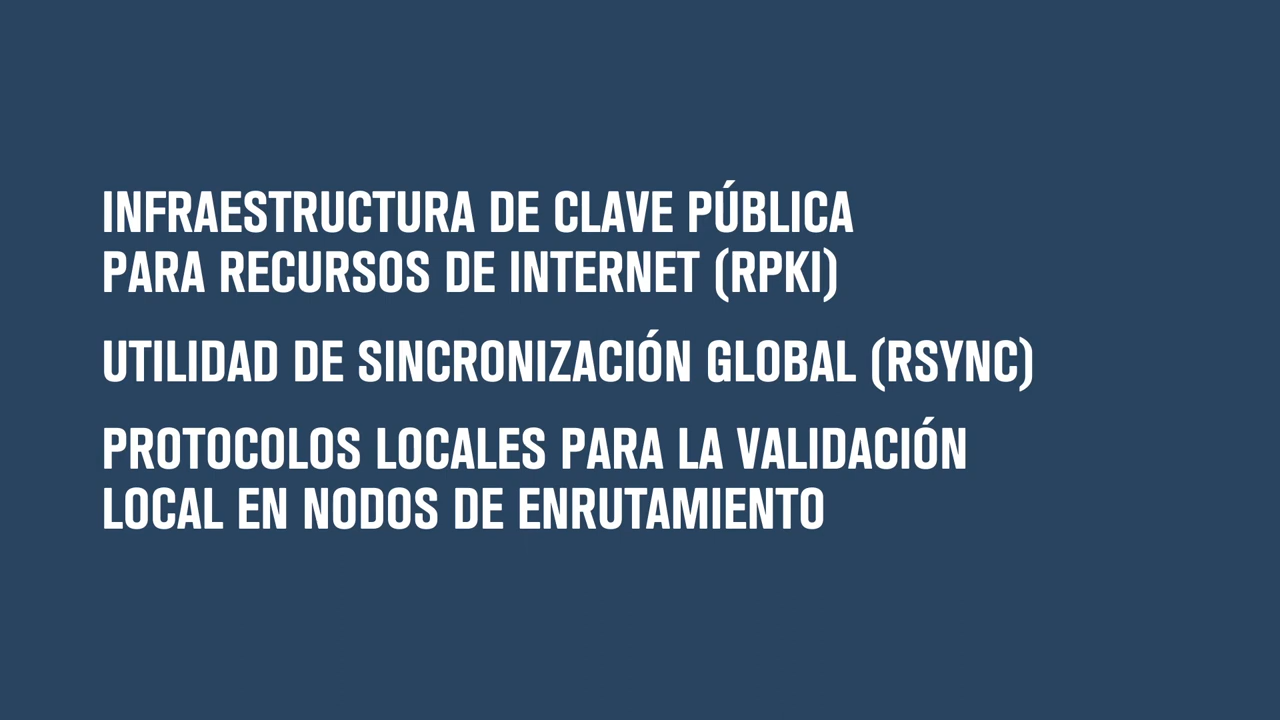 INFRAESTRUCTURA DE CLAVE PÚBLICA
PARA RECURSOS DE INTERNET (RPKI)
UTILIDAD DE SINCRONIZACIÓN GLOBAL (RSYNC)
PROTOCOLOS LOCALES PARA LA VALIDACIÓN
LOCAL EN NODOS DE ENRUTAMIENTO